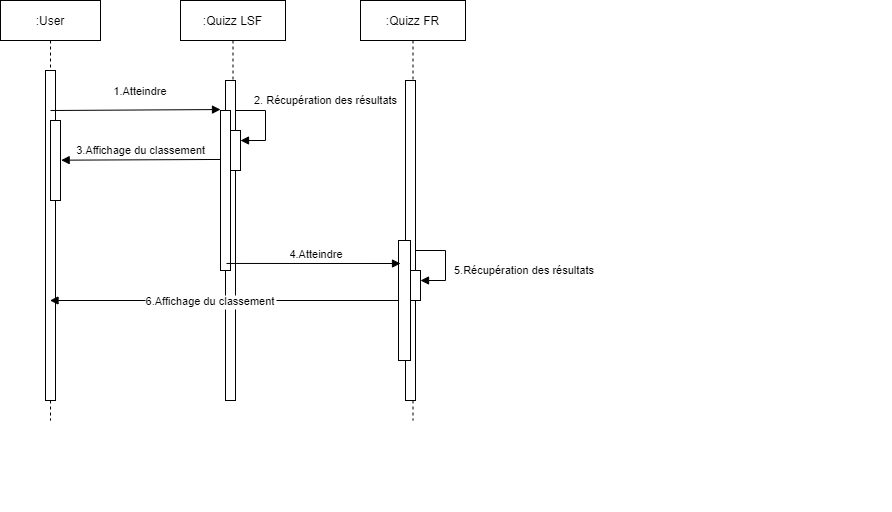 :User
:Quizz LSF
:Quizz FR
1.Atteindre
2. Récupération des résultats
3.Affichage du classement
4.Atteindre
5.Récupération des résultats
6.Affichage du classement